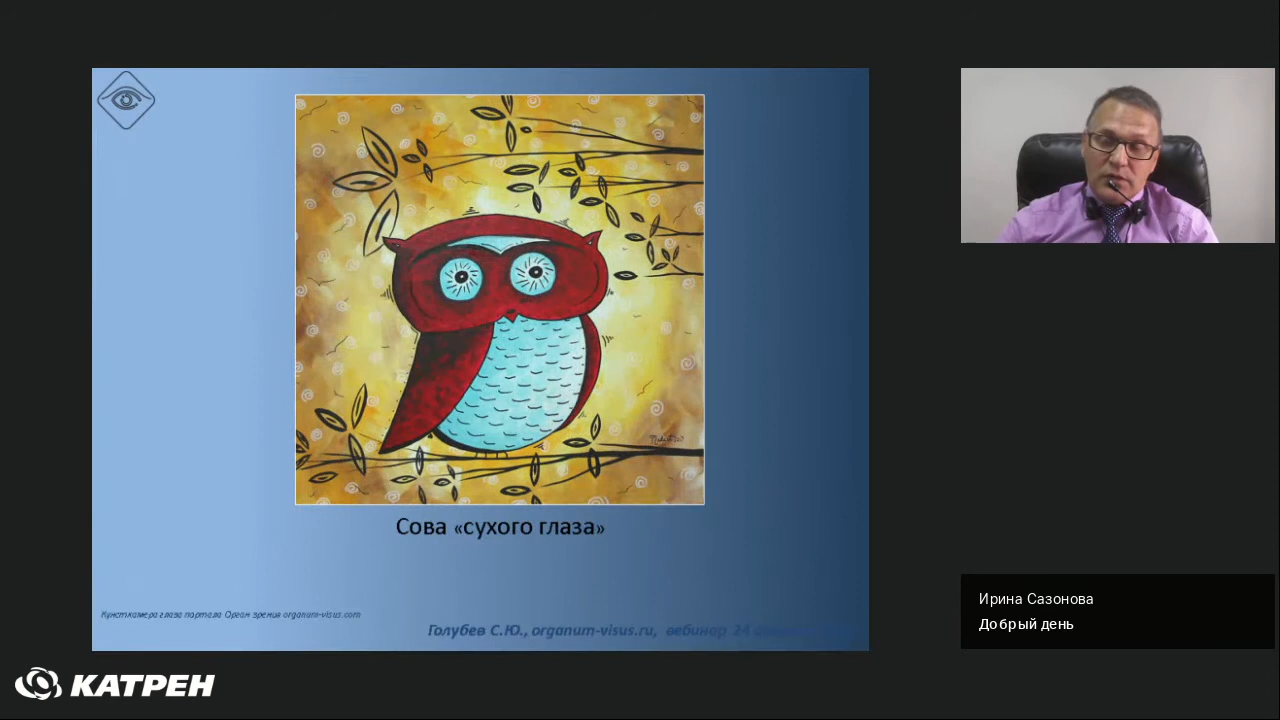 Сова «сухого глаза»
Кунсткамера глаза портала Орган зрения organum-visus.com
Голубев С.Ю., organum-visus.ru, вебинар 24
КАТРЕН
Ирина Сазонова
Добрый день